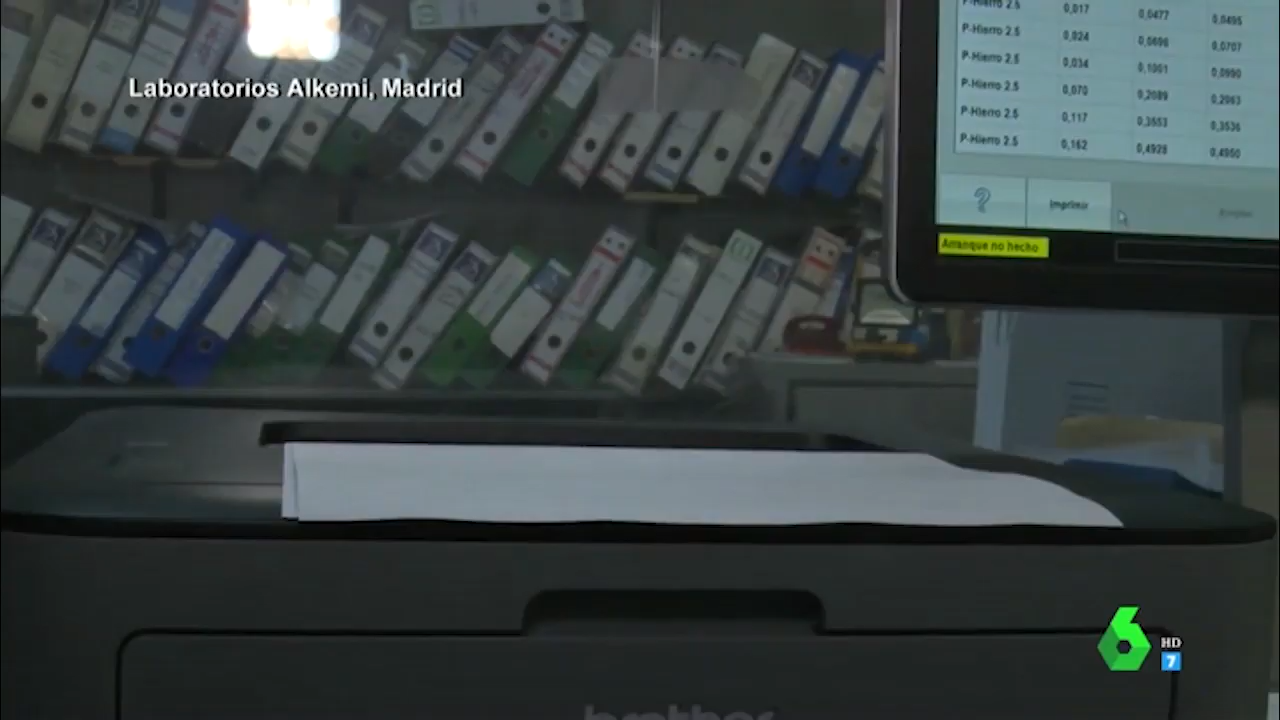 Laboratorios Alkemi, Madrid
P-Hierro 2.5 0,017 0,0477 0,0495
P-Hierro 2.5 0,024 0,0696 0,0707
P-Hierro 2.5 0,034 0,1001 0,0990
P-Hierro 2.5 0,070 0,2089 0,2063
P-Hierro 2.5 0,117 0,3553 0,3536
P-Hierro 2.5 0,162 0,4928 0,4950
?
Imprimir
Arranque no hecho
6
HD
7
brother